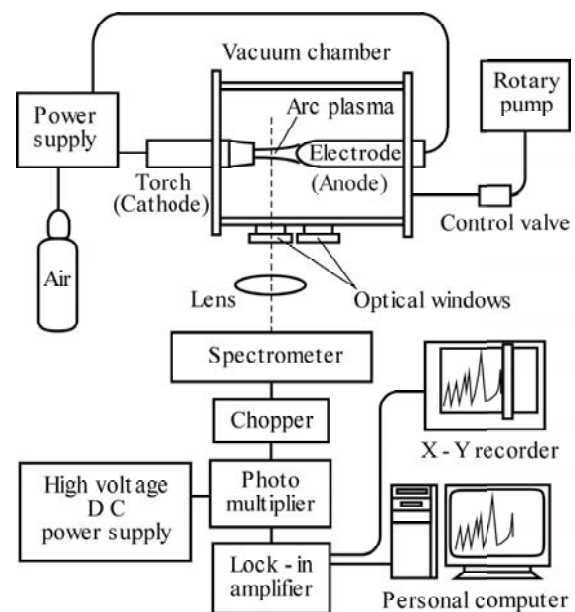 Vacuum chamber
Power
supply
Arc plasma
Rotary
pump
Electrode
(Anode)
Torch
(Cathode)
Control valve
Air
Lens
Optical windows
Spectrometer
Chopper
X - Y recorder
High voltage
D C
power supply
Photo
multiplier
Lock - in
amplifier
Personal computer